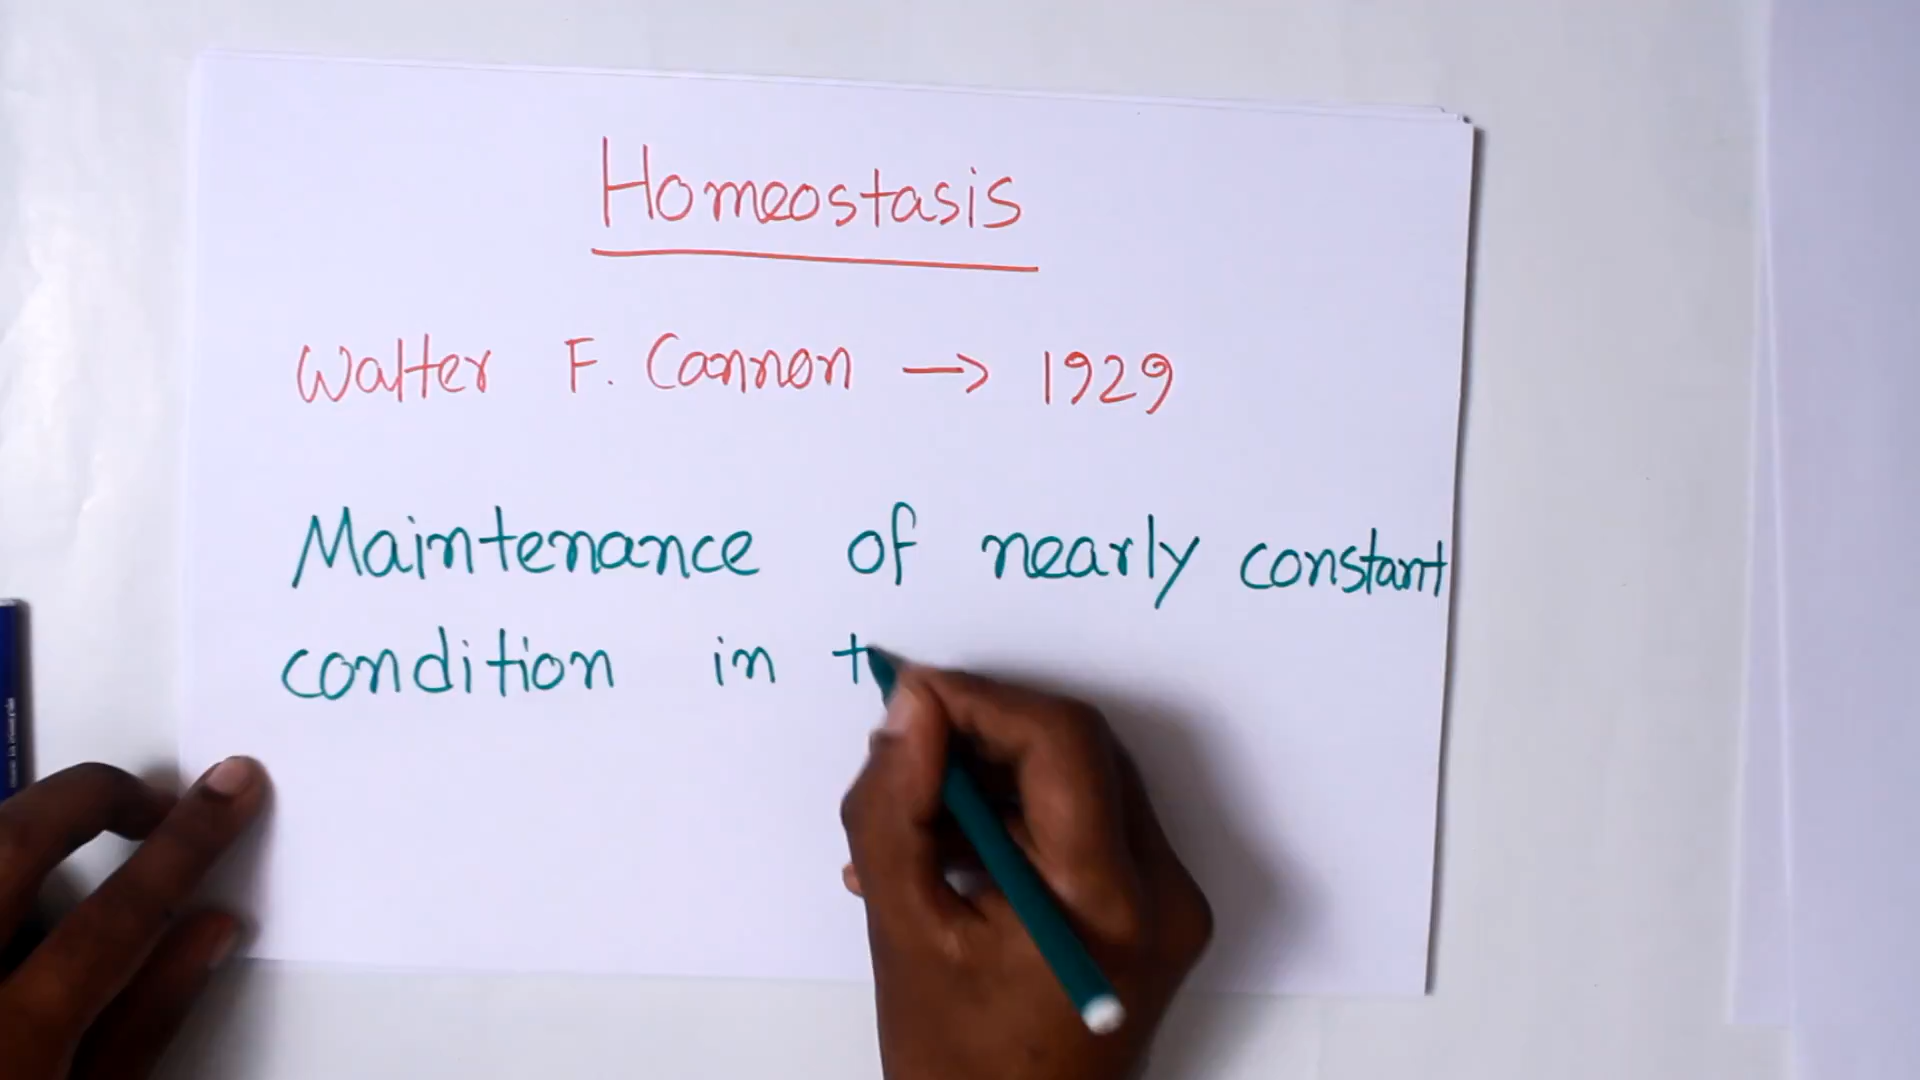 Homeostasis
Walter F. Cannon → 1929
Maintenance of nearly constant
condition in t